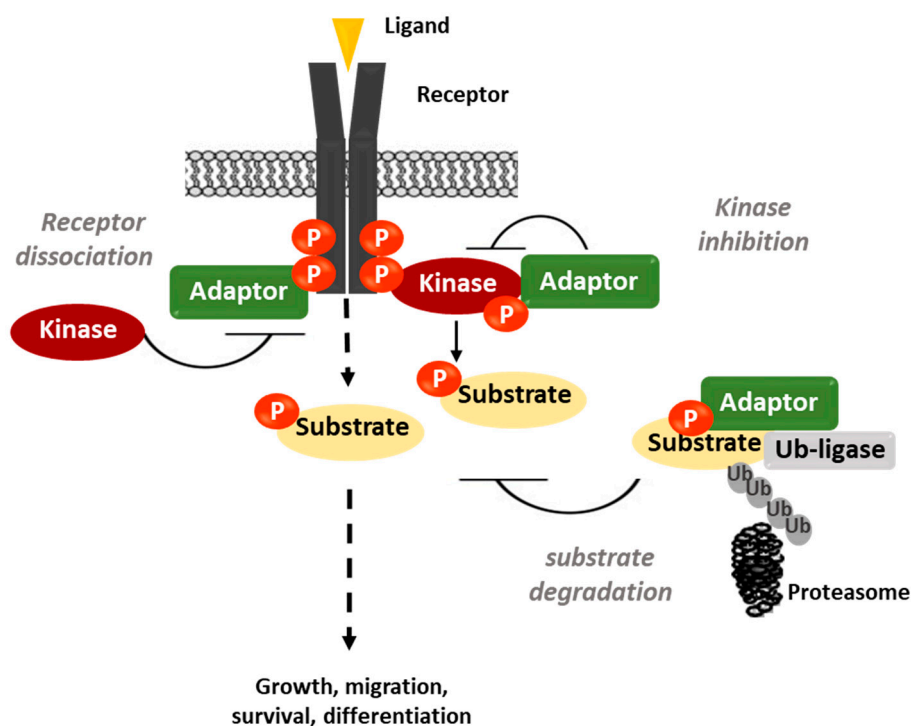 Ligand
Receptor
Receptor
dissociation
Kinase
inhibition
P
P
P
P
Adaptor
Kinase
Adaptor
P
Kinase
P
Substrate
P
Substrate
Adaptor
P
Substrate
Ub-ligase
Ub
Ub
Ub
Ub
substrate
degradation
Proteasome
Growth, migration,
survival, differentiation